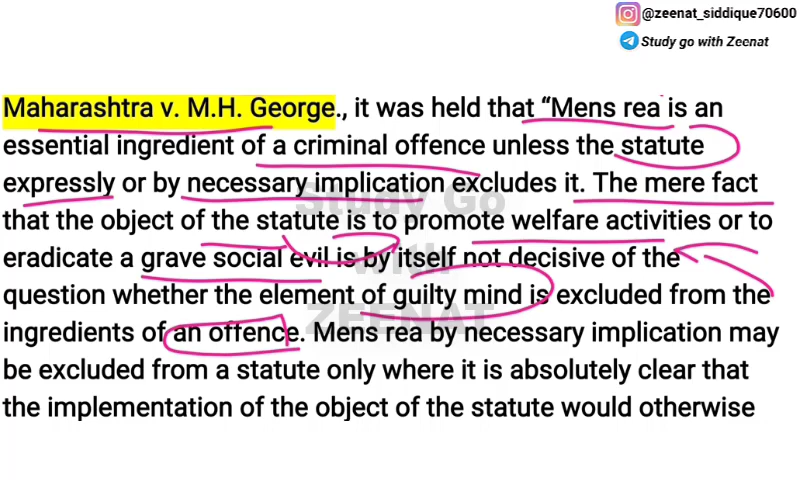 @zeenat_siddique70600
Study go with Zeenat
Maharashtra v. M.H. George., it was held that “Mens rea is an
essential ingredient of a criminal offence unless the statute
expressly or by necessary implication excludes it. The mere fact
that the object of the statute is to promote welfare activities or to
eradicate a grave social evil is by itself not decisive of the
question whether the element of guilty mind is excluded from the
ingredients of an offence. Mens rea by necessary implication may
be excluded from a statute only where it is absolutely clear that
the implementation of the object of the statute would otherwise
Study Go
with
ZEENAT